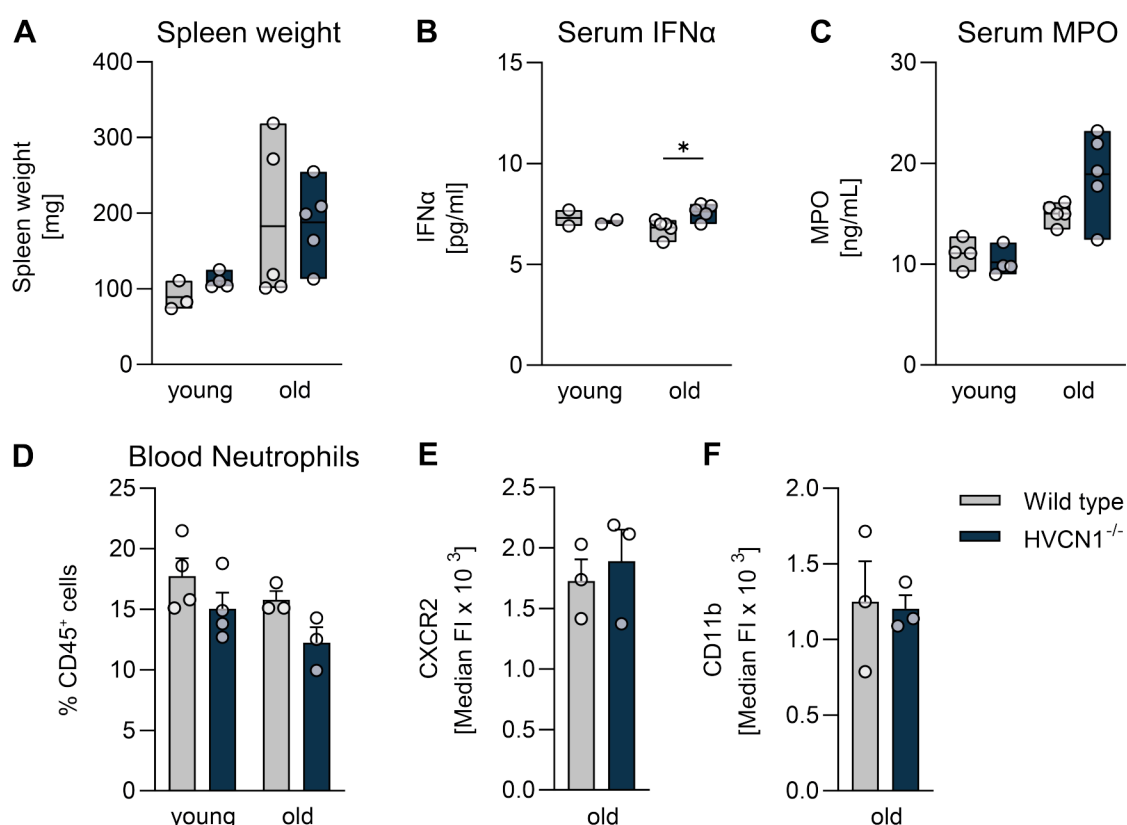 A Spleen weight
Spleen weight
[mg]
400
300
200
100
0
young old
B Serum IFNα
IFNα
[pg/ml]
15
10
5
0
*
young old
C Serum MPO
MPO
[ng/mL]
30
20
10
0
young old
D Blood Neutrophils
% CD45⁺ cells
25
20
15
10
5
0
young old
E
CXCR2
[Median FI x 10³]
2.5
2.0
1.5
1.0
0.5
0.0
old
F
CD11b
[Median FI x 10³]
2.0
1.5
1.0
0.5
0.0
old
Wild type
HVCN1⁻/⁻